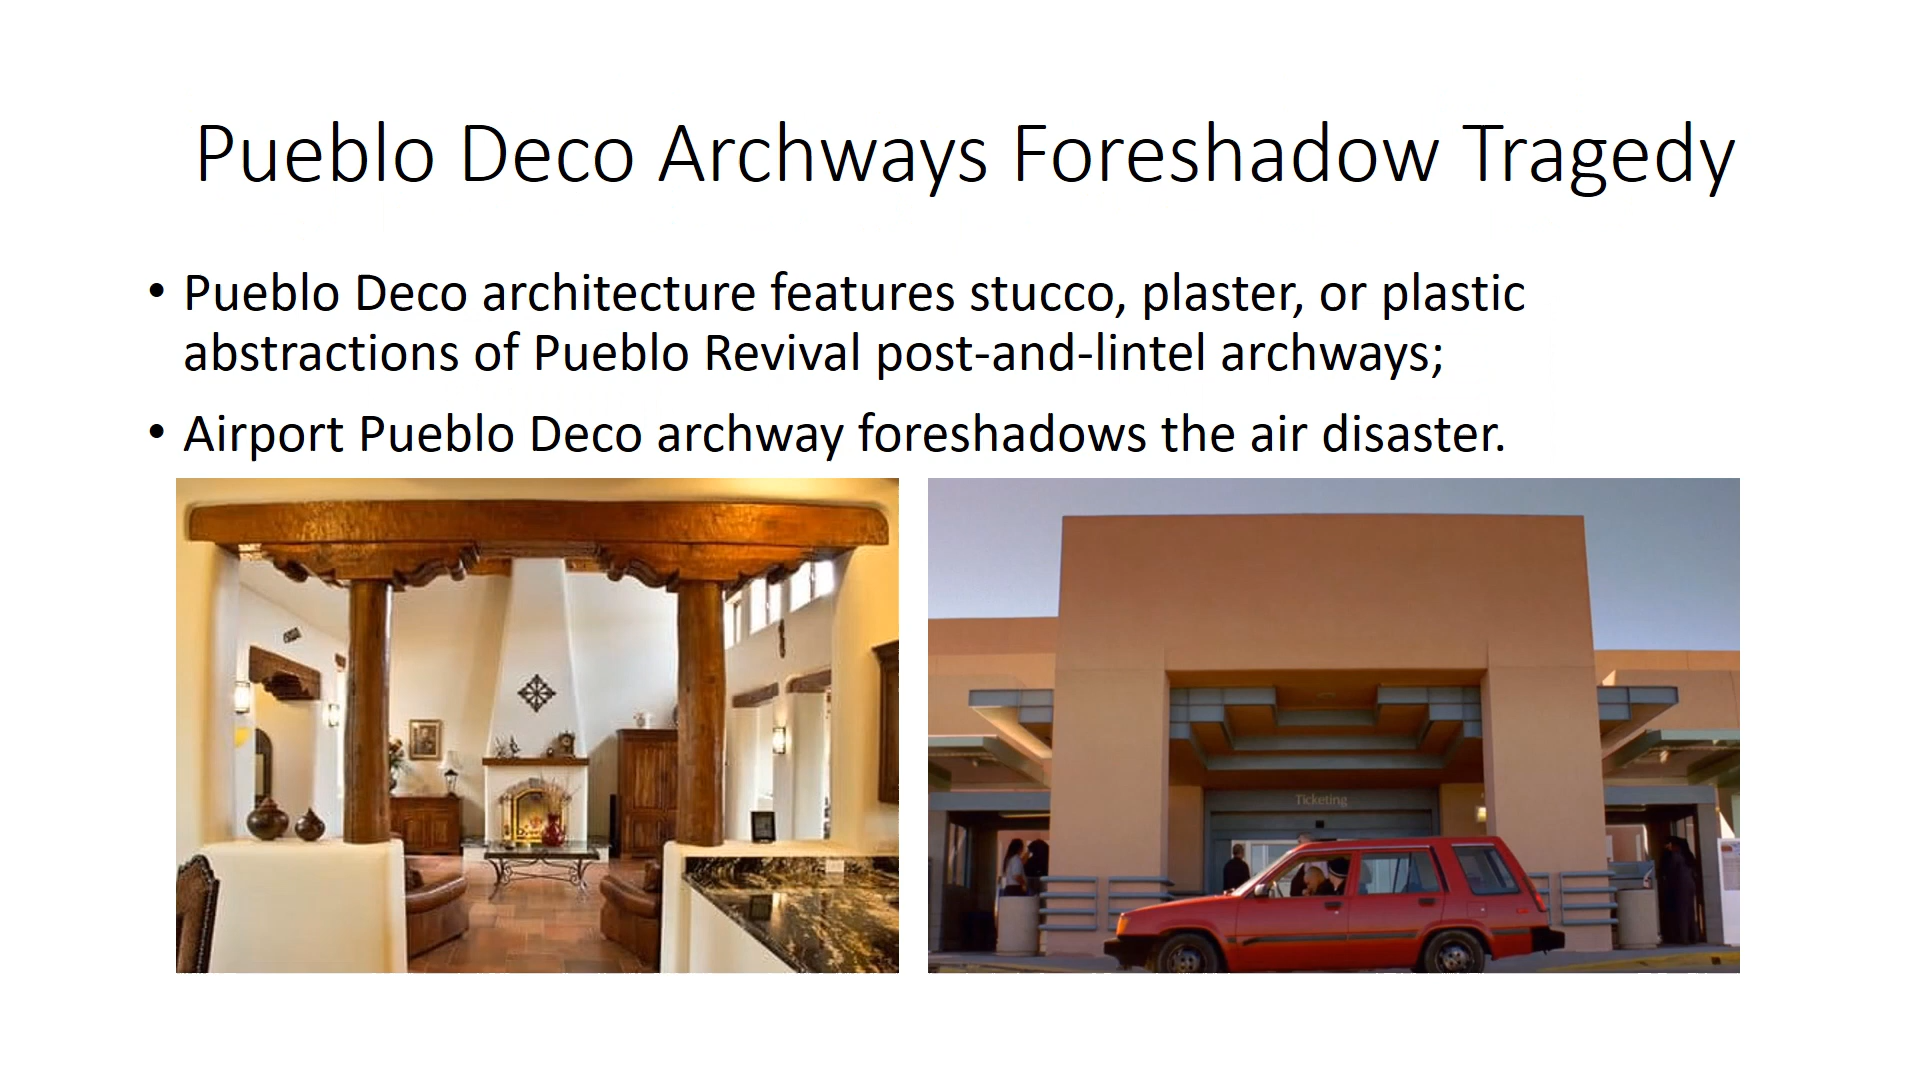 Pueblo Deco Archways Foreshadow Tragedy
• Pueblo Deco architecture features stucco, plaster, or plastic
abstractions of Pueblo Revival post-and-lintel archways;
• Airport Pueblo Deco archway foreshadows the air disaster.
Ticketing